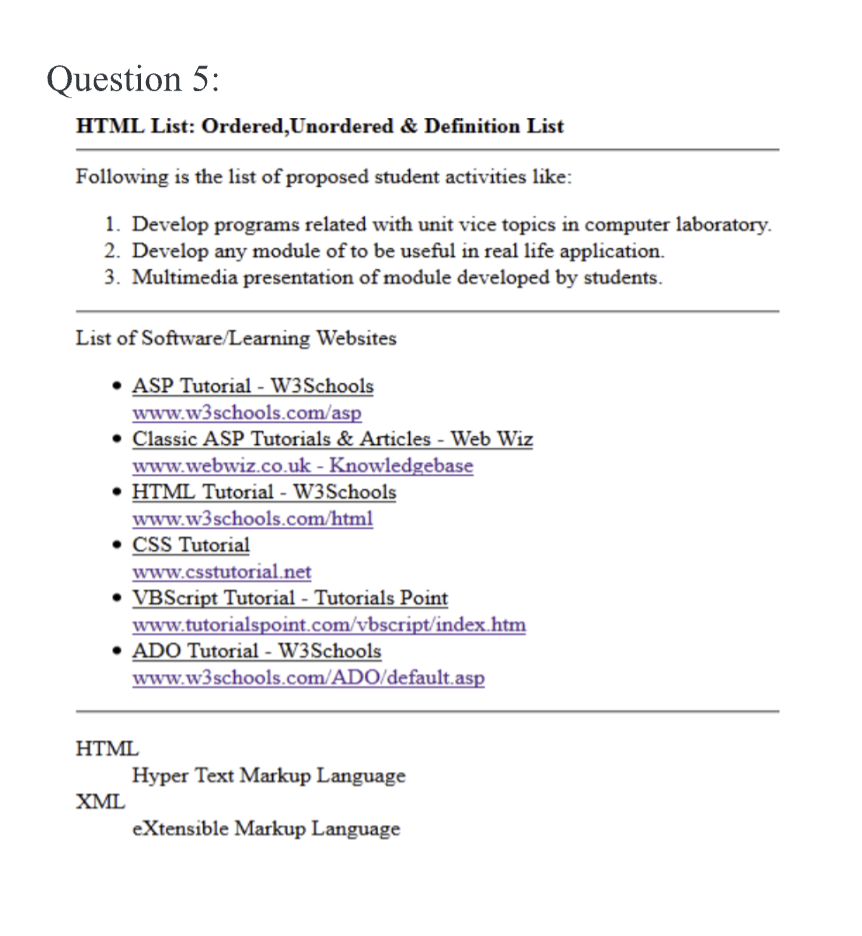 Question 5:
HTML List: Ordered,Unordered & Definition List
Following is the list of proposed student activities like:
1. Develop programs related with unit vice topics in computer laboratory.
2. Develop any module of to be useful in real life application.
3. Multimedia presentation of module developed by students.
List of Software/Learning Websites
• ASP Tutorial - W3Schools
www.w3schools.com/asp
• Classic ASP Tutorials & Articles - Web Wiz
www.webwiz.co.uk - Knowledgebase
• HTML Tutorial - W3Schools
www.w3schools.com/html
• CSS Tutorial
www.csstutorial.net
• VBScript Tutorial - Tutorials Point
www.tutorialspoint.com/vbscript/index.htm
• ADO Tutorial - W3Schools
www.w3schools.com/ADO/default.asp
HTML
Hyper Text Markup Language
XML
eXtensible Markup Language